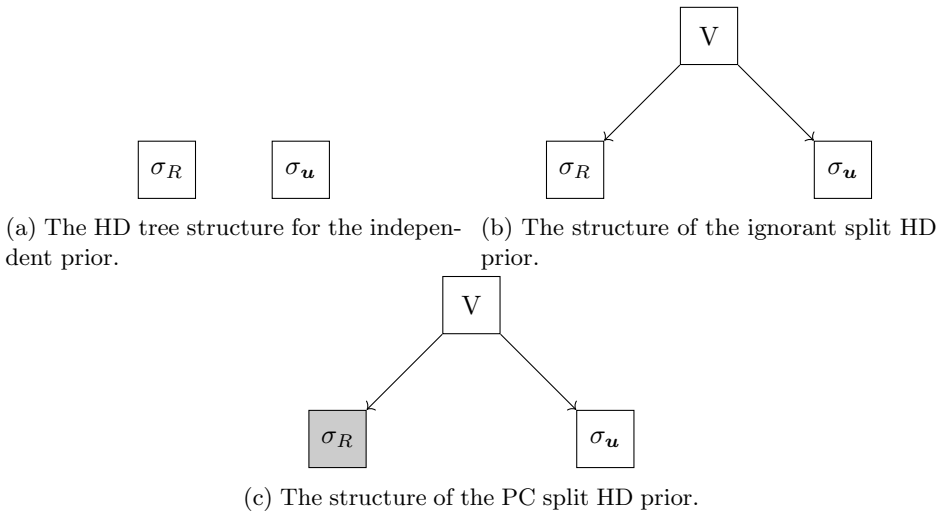 V
σ_R σ_𝒖
σ_R σ_𝒖
(a) The HD tree structure for the indepen-
dent prior.
(b) The structure of the ignorant split HD
prior.
V
σ_R σ_𝒖
(c) The structure of the PC split HD prior.